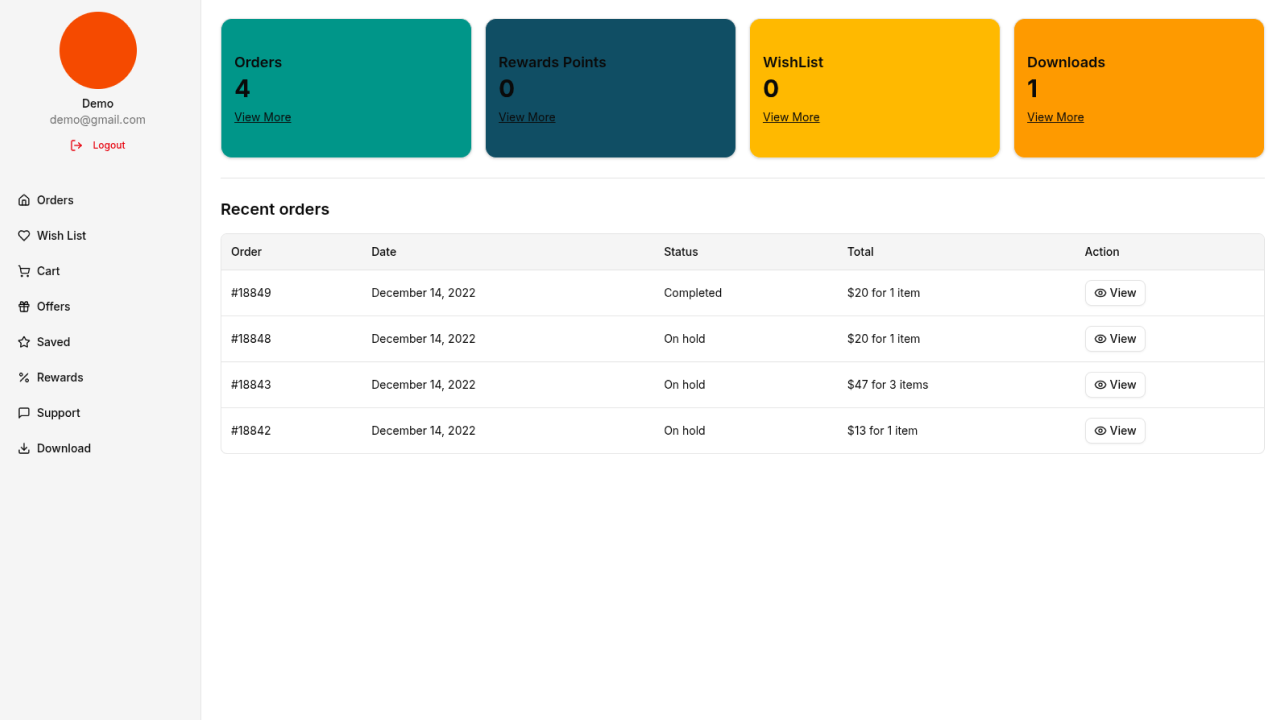 Demo
demo@gmail.com
Logout
Orders
Wish List
Cart
Offers
Saved
Rewards
Support
Download
Orders
4
View More
Rewards Points
0
View More
WishList
0
View More
Downloads
1
View More
Recent orders
Order Date Status Total Action
#18849 December 14, 2022 Completed $20 for 1 item View
#18848 December 14, 2022 On hold $20 for 1 item View
#18843 December 14, 2022 On hold $47 for 3 items View
#18842 December 14, 2022 On hold $13 for 1 item View